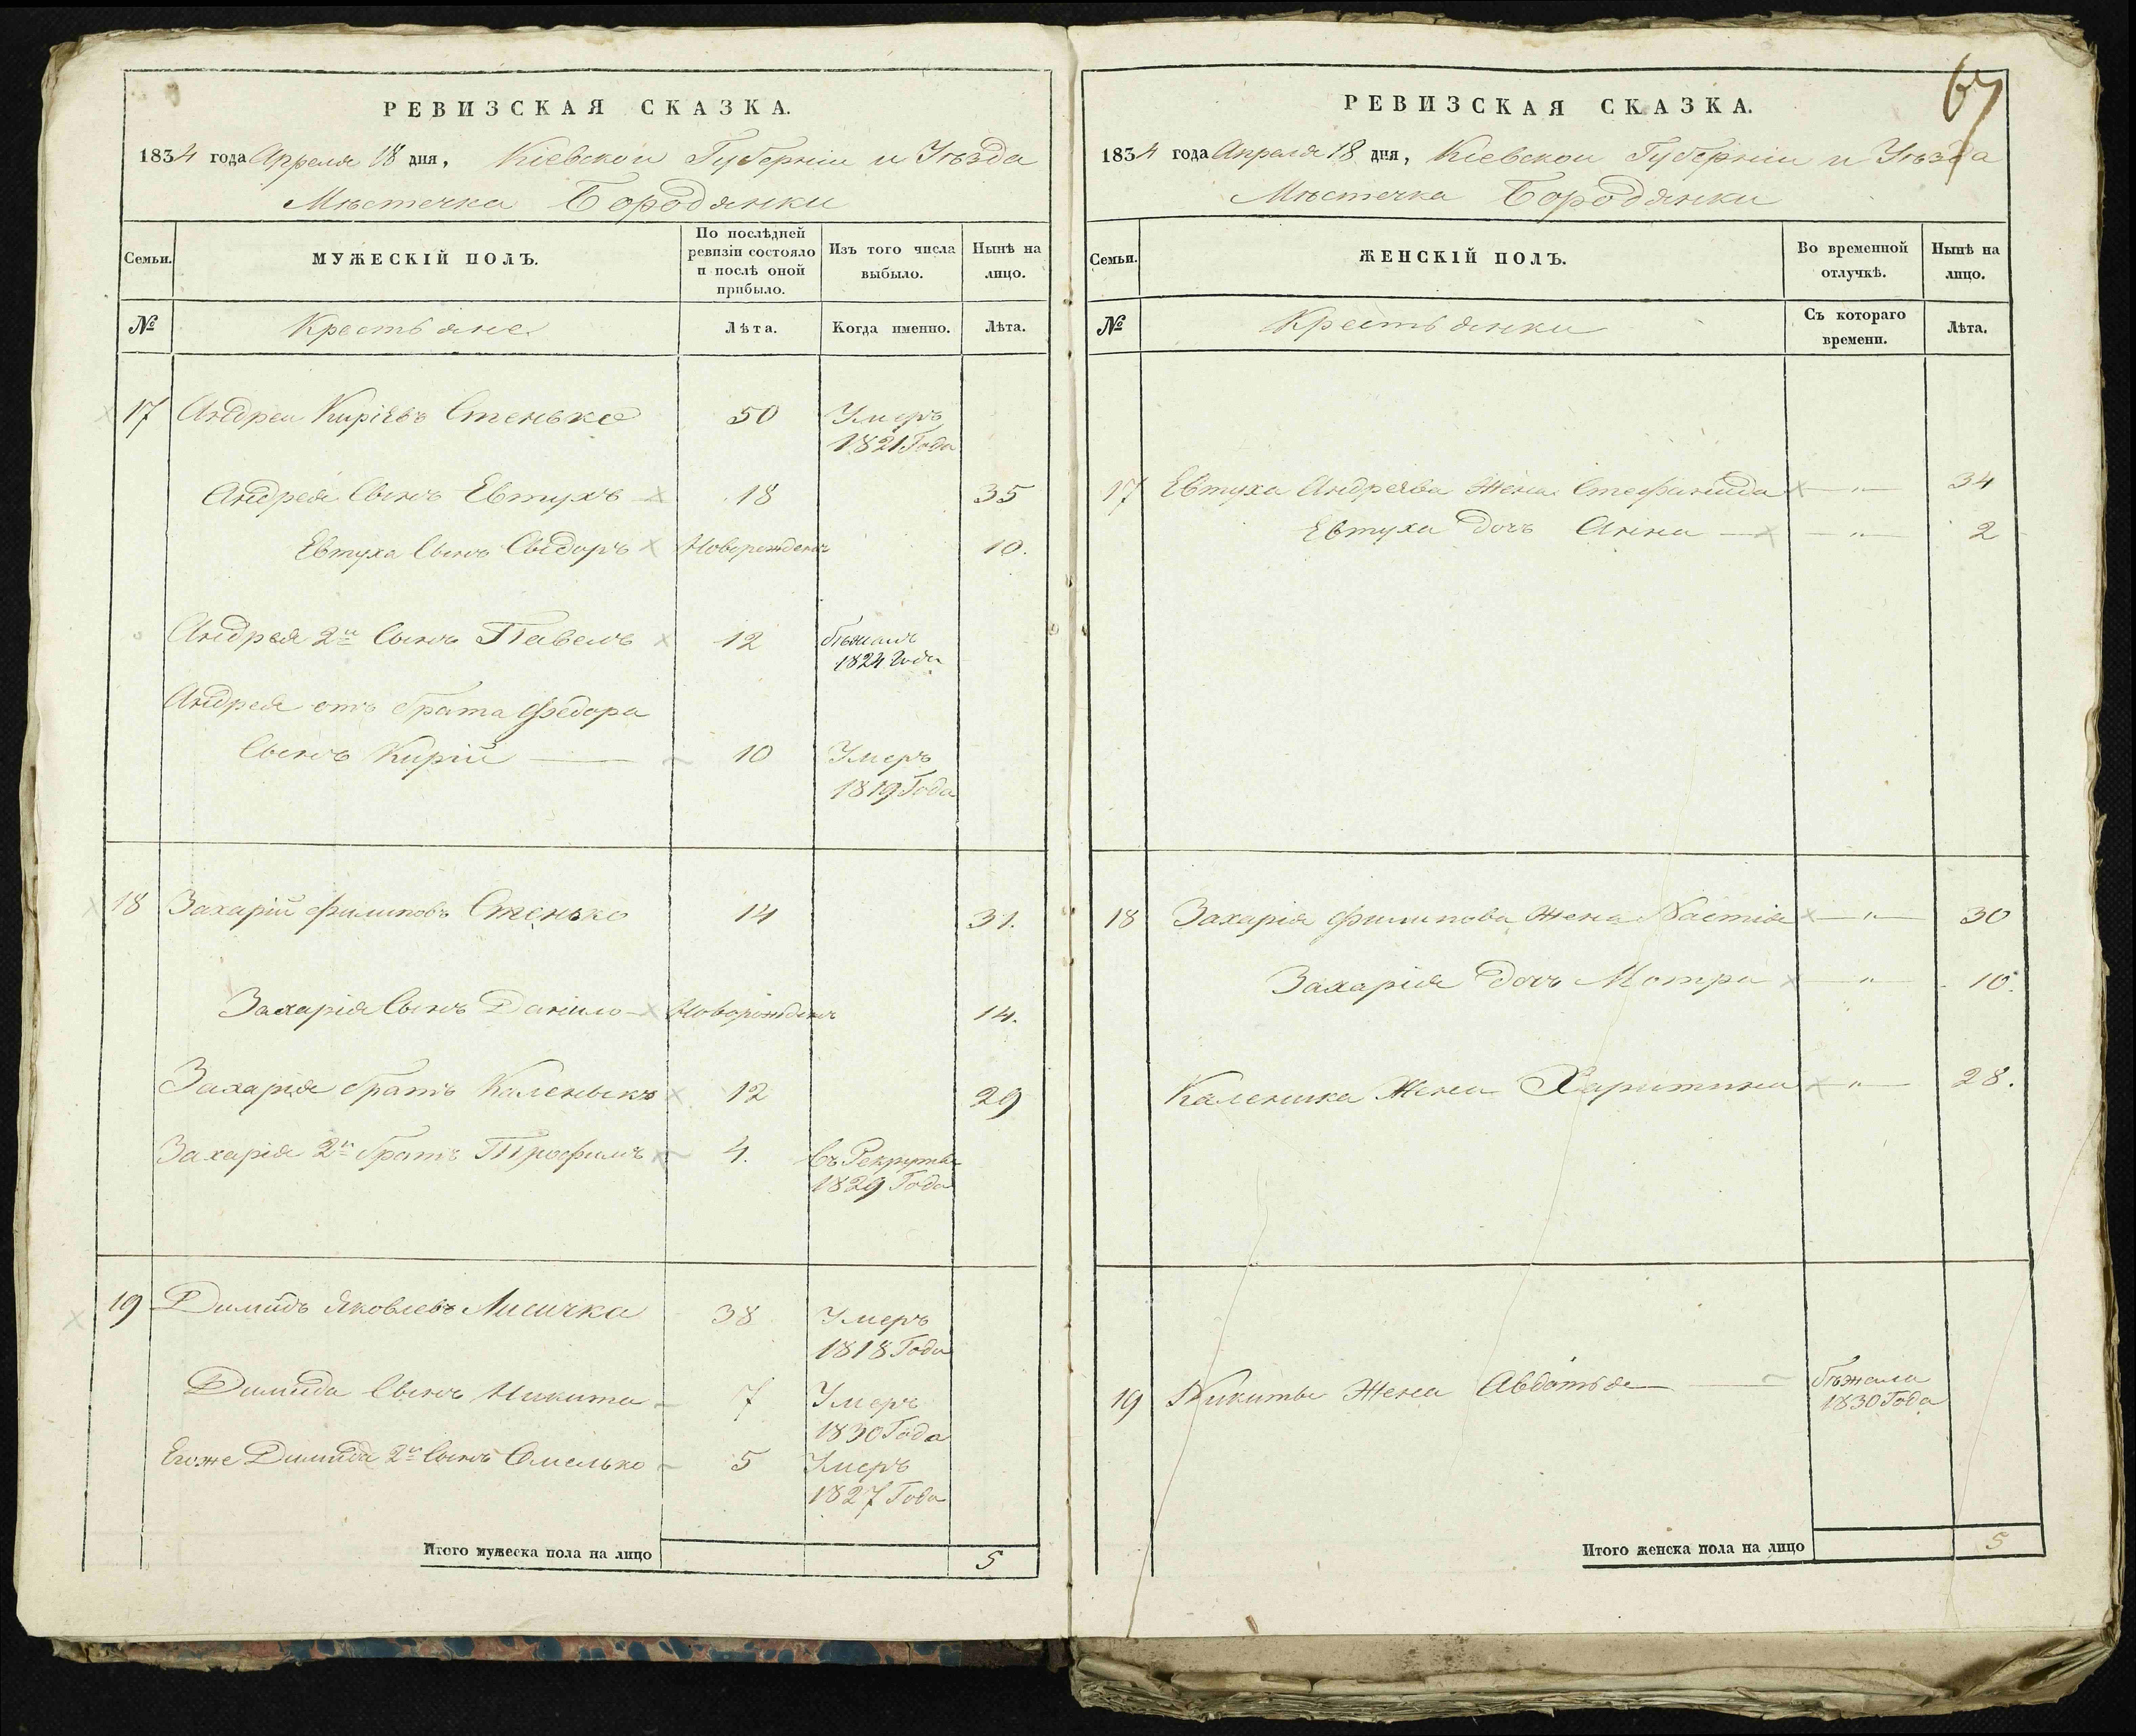 РЕВИЗСКАЯ СКАЗКА.
1834 года Апреля 18 дня, Кіевской Губерніи и Уѣзда
Мѣстечка Бородянки
Семьи. МУЖЕСКІЙ ПОЛЪ. По послѣдней ревизіи состояло и послѣ оной прибыло. Изъ того числа выбыло. Нынѣ на лицо.
№ Крестьяне Лѣта. Когда именно. Лѣта.
17 Андрей Киріевъ Стенько 50 Умеръ
1821 Года
Андрея Сынъ Евтухъ 18 35
Евтуха Сынъ Сыдоръ Новорожденъ 10.
Андрея 2й Сынъ Павелъ 12 бѣжалъ
1824 Года
Андрея отъ брата Федора
Сынъ Кирій 10 Умеръ
1819 Года
18 Захарій Филиповъ Стенько 14 31.
Захарія Сынъ Даніило Новорожденъ 14.
Захарія братъ Каленыкъ 12 29
Захарія 2й братъ Трофимъ 4. въ Рекруты
1829 Года
19 Димидъ Яковлевъ Лисичка 38 Умеръ
1818 Года
Димида Сынъ Никита 7 Умеръ
1830 Года
Егоже Димида 2й Сынъ Омелько 5 Умеръ
1827 Года
Итого мужеска пола на лицо 5
67
РЕВИЗСКАЯ СКАЗКА.
1834 года Апреля 18 дня, Кіевской Губерніи и Уѣзда
Мѣстечка Бородянки
Семьи. ЖЕНСКІЙ ПОЛЪ. Во временной отлучкѣ. Нынѣ на лицо.
№ Крестьянки Съ котораго времени. Лѣта.
17 Евтуха Андреева Жена Стефанида — " — 34
Евтуха дочь Анна — " — 2
18 Захарія Филипова Жена Настія — " — 30
Захарія дочь Мотря — " — 10.
Каленика Жена Харитина — " — 28.
19 Никиты Жена Авдотья бѣжала
1830 Года
Итого женска пола на лицо 5